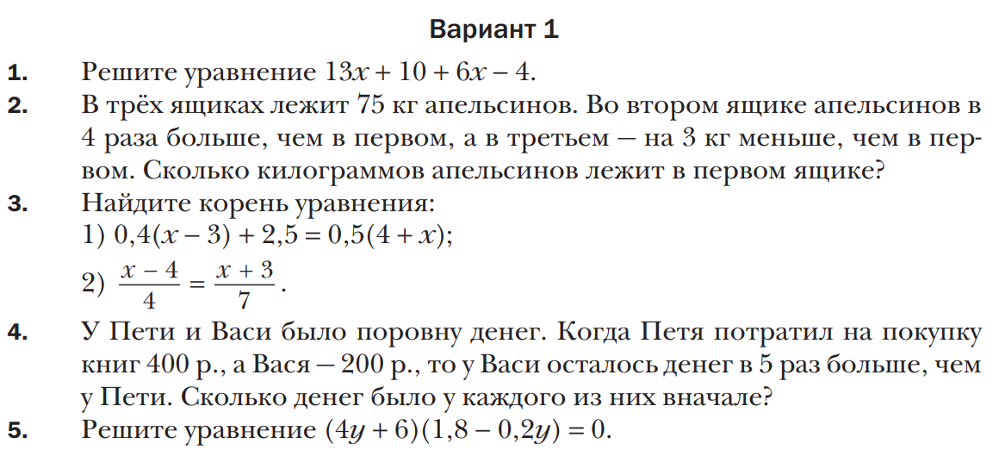 Вариант 1
1. Решите уравнение 13x + 10 + 6x – 4.
2. В трёх ящиках лежит 75 кг апельсинов. Во втором ящике апельсинов в
4 раза больше, чем в первом, а в третьем — на 3 кг меньше, чем в пер-
вом. Сколько килограммов апельсинов лежит в первом ящике?
3. Найдите корень уравнения:
1) 0,4(x – 3) + 2,5 = 0,5(4 + x);
2) (x – 4)/4 = (x + 3)/7.
4. У Пети и Васи было поровну денег. Когда Петя потратил на покупку
книг 400 р., а Вася — 200 р., то у Васи осталось денег в 5 раз больше, чем
у Пети. Сколько денег было у каждого из них вначале?
5. Решите уравнение (4y + 6)(1,8 – 0,2y) = 0.